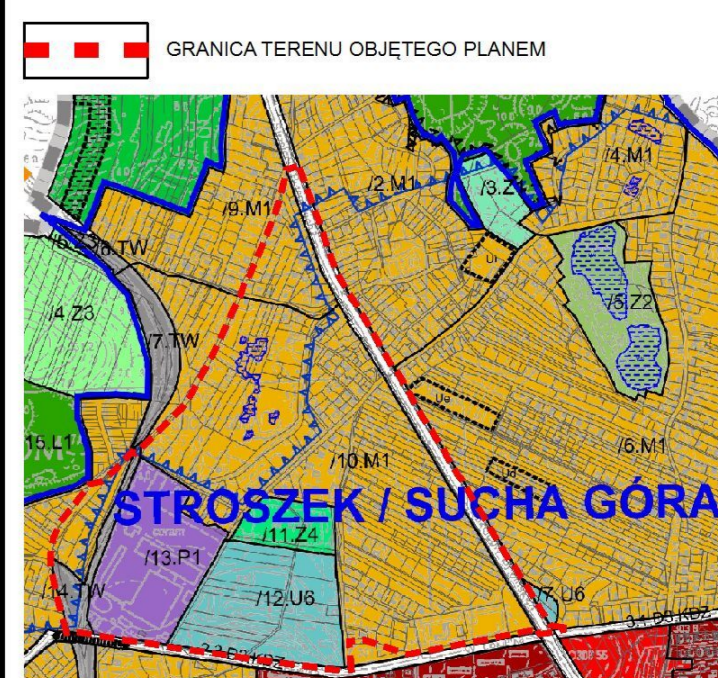 GRANICA TERENU OBJĘTEGO PLANEM
/4.M1
/2.M1
/3.Z
/9.M1
/8.TW
/4.Z3
/7.TW
/5.Z2
15.L1
/6.M1
/10.M1
STROSZEK / SUCHA GÓRA
/11.Z4
/13.P1
/12.U6
/14.TW
/7.U6